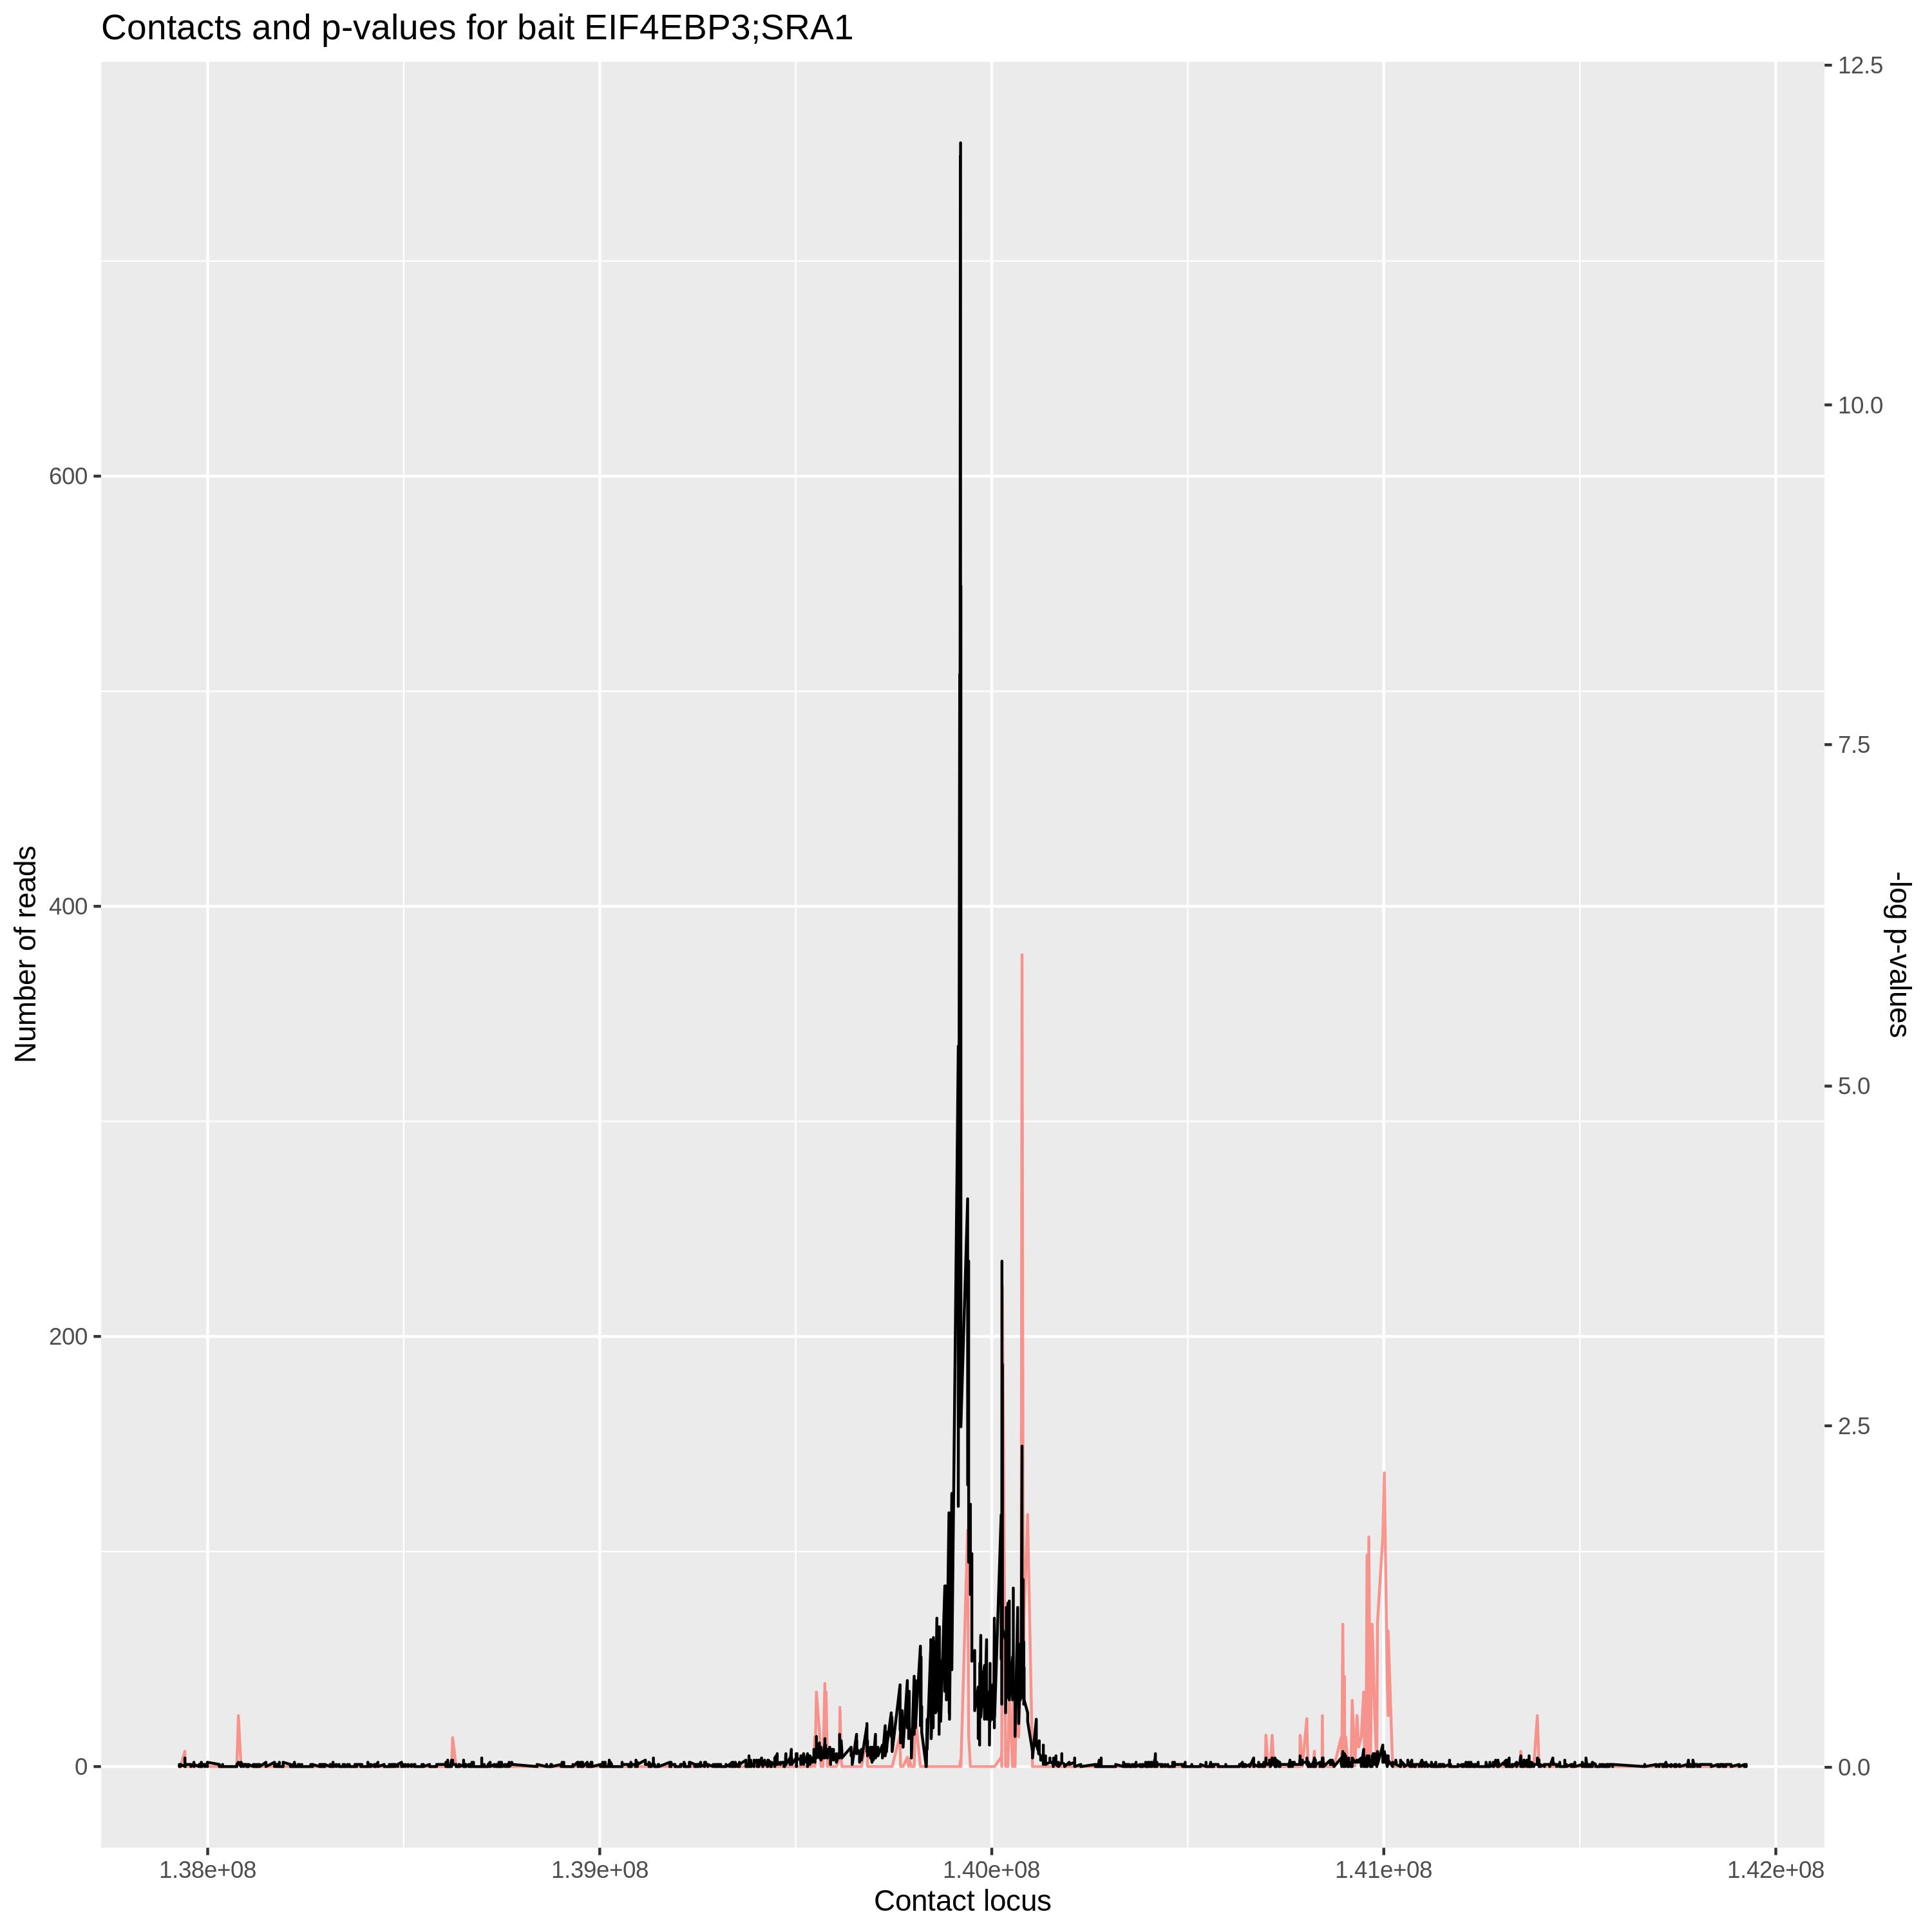 Contacts and p-values for bait EIF4EBP3;SRA1
12.5
10.0
600
7.5
Number of reads
400
-log p-values
5.0
200
2.5
0
0.0
1.38e+08
1.39e+08
1.40e+08
1.41e+08
1.42e+08
Contact locus